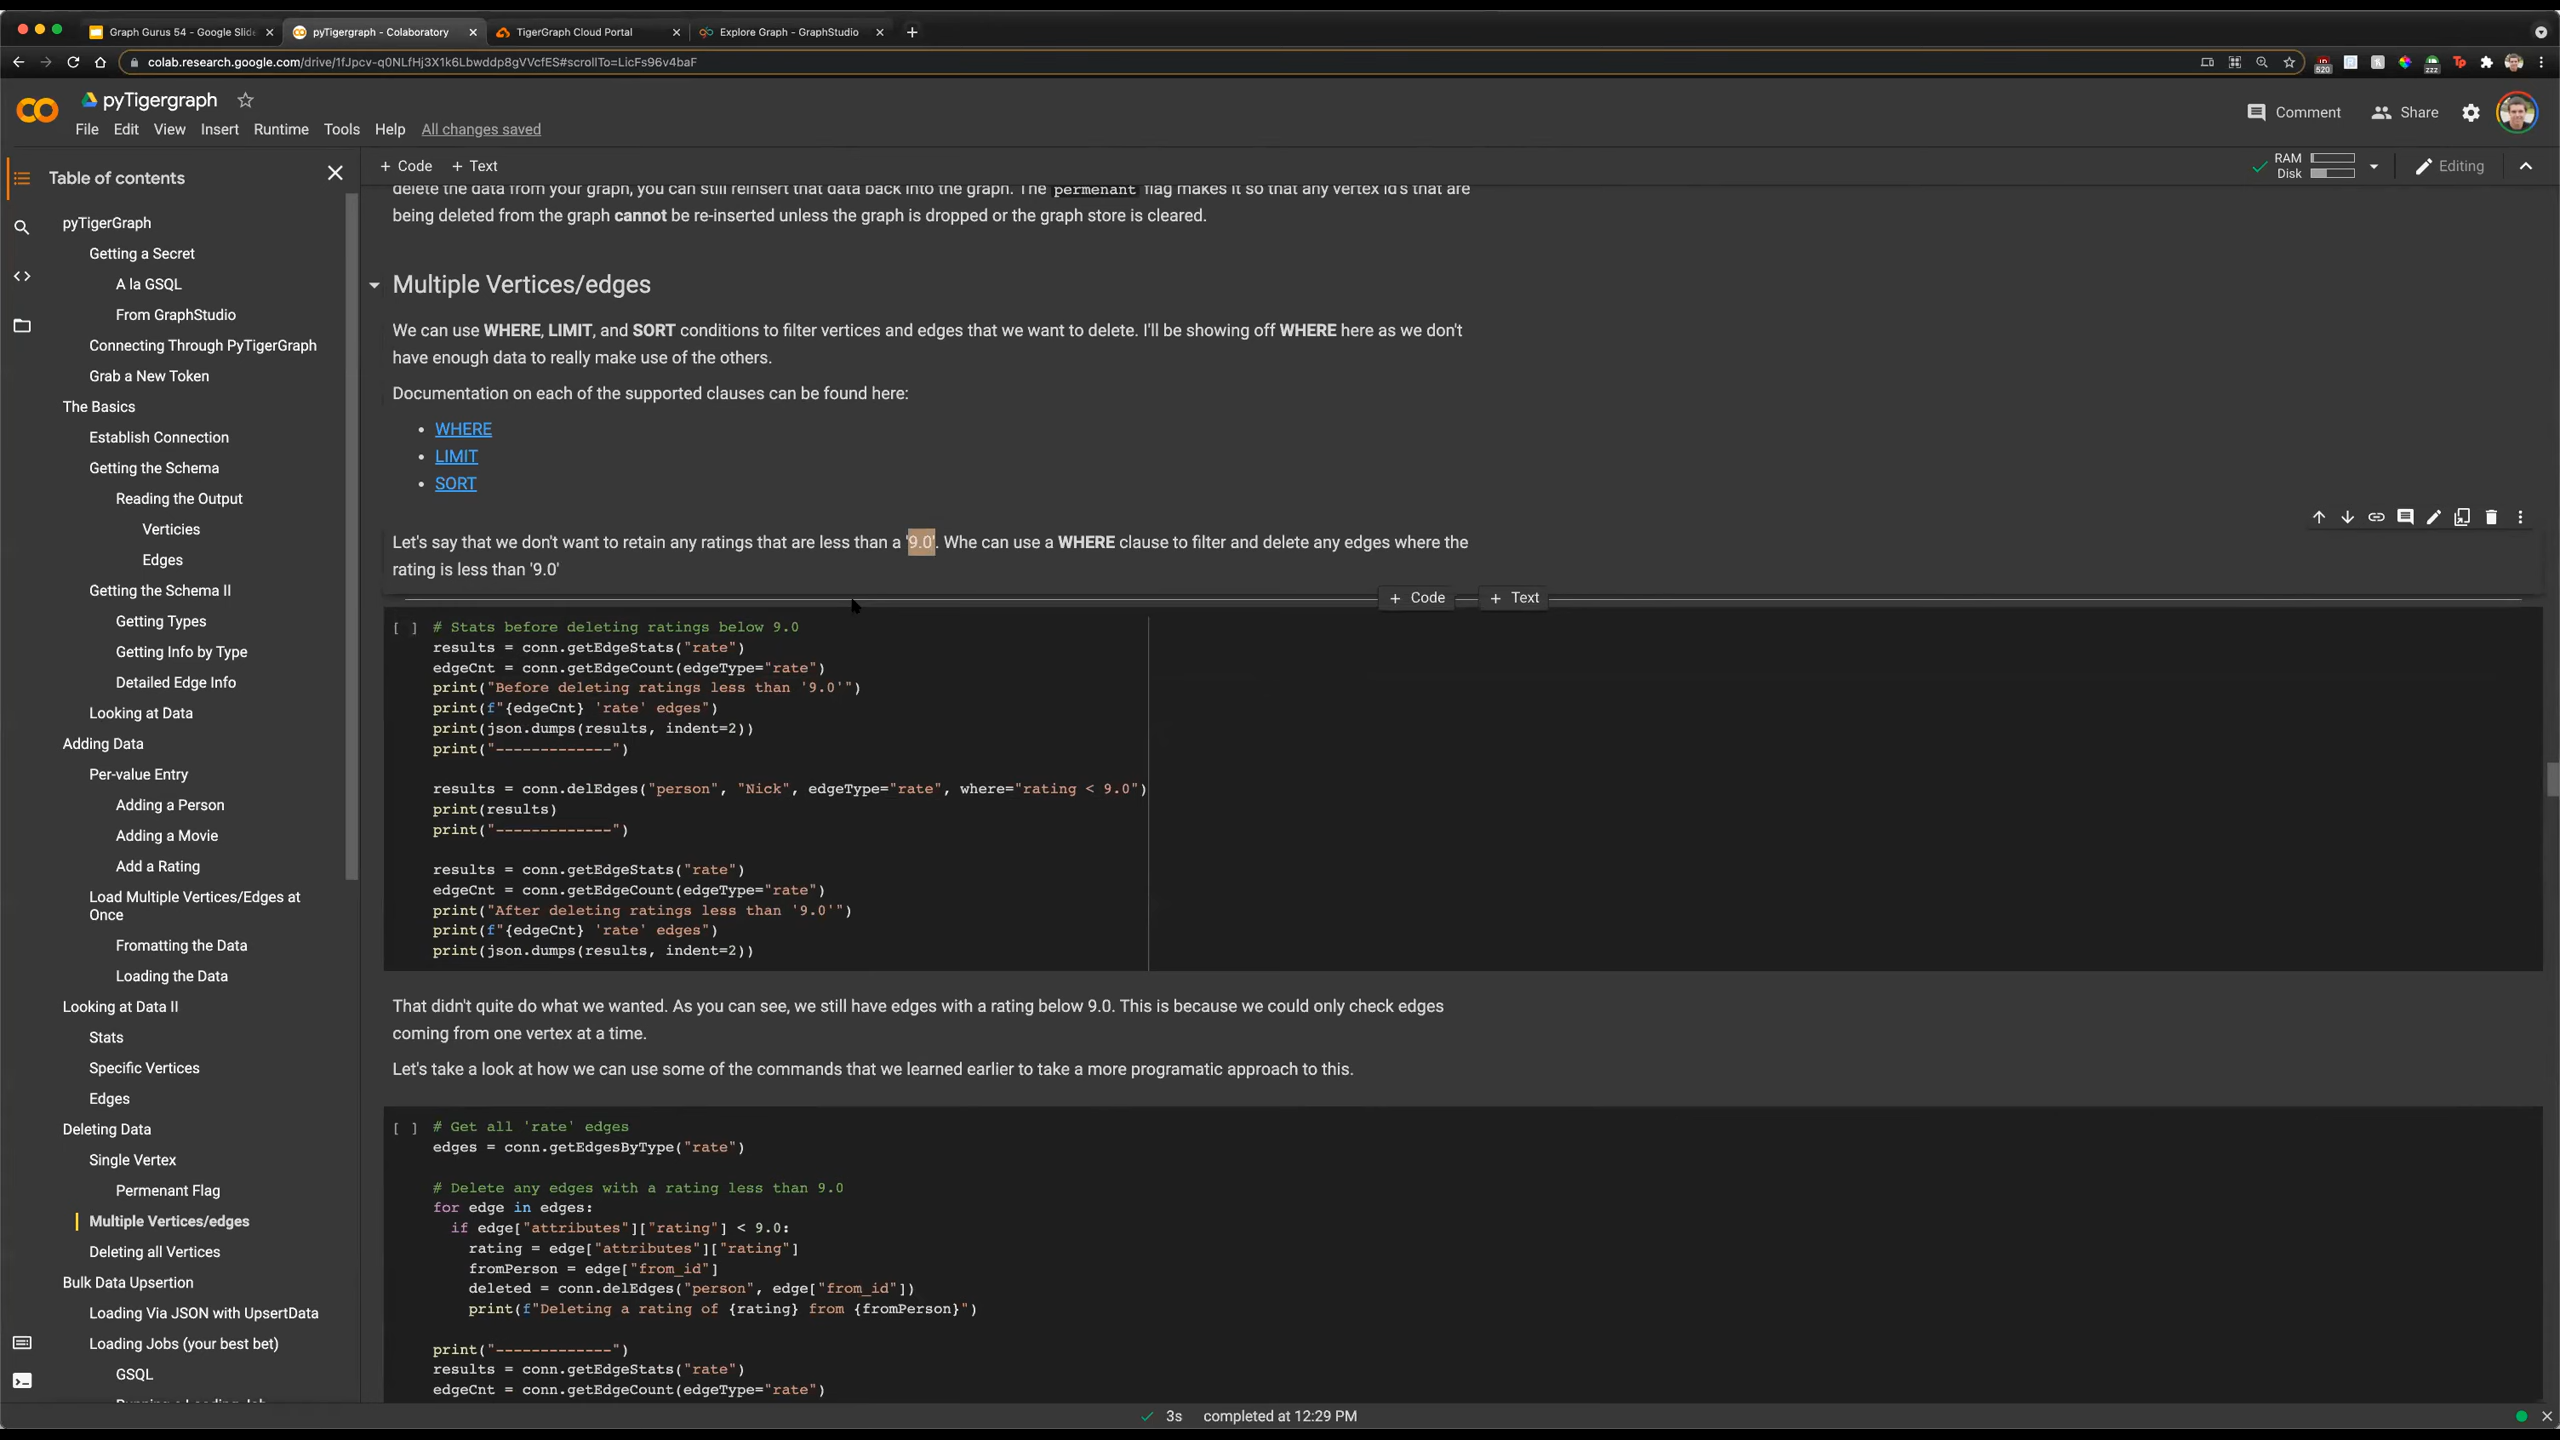 Graph Gurus 54 - Google Slide
pyTigergraph - Colaboratory
TigerGraph Cloud Portal
Explore Graph - GraphStudio
colab.research.google.com/drive/1fJpcv-q0NLfHj3X1k6Lbwddp8gVVcfES#scrollTo=LicFs96v4baF
pyTigergraph
File Edit View Insert Runtime Tools Help All changes saved
Comment Share
Table of contents
+ Code + Text
RAM
Disk
Editing
pyTigerGraph
Getting a Secret
A la GSQL
From GraphStudio
Connecting Through PyTigerGraph
Grab a New Token
The Basics
Establish Connection
Getting the Schema
Reading the Output
Verticies
Edges
Getting the Schema II
Getting Types
Getting Info by Type
Detailed Edge Info
Looking at Data
Adding Data
Per-value Entry
Adding a Person
Adding a Movie
Add a Rating
Load Multiple Vertices/Edges at
Once
Fromatting the Data
Loading the Data
Looking at Data II
Stats
Specific Vertices
Edges
Deleting Data
Single Vertex
Permenant Flag
Multiple Vertices/edges
Deleting all Vertices
Bulk Data Upsertion
Loading Via JSON with UpsertData
Loading Jobs (your best bet)
GSQL
Running a Loading Job
delete the data from your graph, you can still reinsert that data back into the graph. The permenant flag makes it so that any vertex id's that are
being deleted from the graph cannot be re-inserted unless the graph is dropped or the graph store is cleared.
Multiple Vertices/edges
We can use WHERE, LIMIT, and SORT conditions to filter vertices and edges that we want to delete. I'll be showing off WHERE here as we don't
have enough data to really make use of the others.
Documentation on each of the supported clauses can be found here:
• WHERE
• LIMIT
• SORT
Let's say that we don't want to retain any ratings that are less than a '9.0'. Whe can use a WHERE clause to filter and delete any edges where the
rating is less than '9.0'
+ Code + Text
[ ] # Stats before deleting ratings below 9.0
results = conn.getEdgeStats("rate")
edgeCnt = conn.getEdgeCount(edgeType="rate")
print("Before deleting ratings less than '9.0'")
print(f"{edgeCnt} 'rate' edges")
print(json.dumps(results, indent=2))
print("-------------")
results = conn.delEdges("person", "Nick", edgeType="rate", where="rating < 9.0")
print(results)
print("-------------")
results = conn.getEdgeStats("rate")
edgeCnt = conn.getEdgeCount(edgeType="rate")
print("After deleting ratings less than '9.0'")
print(f"{edgeCnt} 'rate' edges")
print(json.dumps(results, indent=2))
That didn't quite do what we wanted. As you can see, we still have edges with a rating below 9.0. This is because we could only check edges
coming from one vertex at a time.
Let's take a look at how we can use some of the commands that we learned earlier to take a more programatic approach to this.
[ ] # Get all 'rate' edges
edges = conn.getEdgesByType("rate")
# Delete any edges with a rating less than 9.0
for edge in edges:
if edge["attributes"]["rating"] < 9.0:
rating = edge["attributes"]["rating"]
fromPerson = edge["from_id"]
deleted = conn.delEdges("person", edge["from_id"])
print(f"Deleting a rating of {rating} from {fromPerson}")
print("-------------")
results = conn.getEdgeStats("rate")
edgeCnt = conn.getEdgeCount(edgeType="rate")
3s completed at 12:29 PM